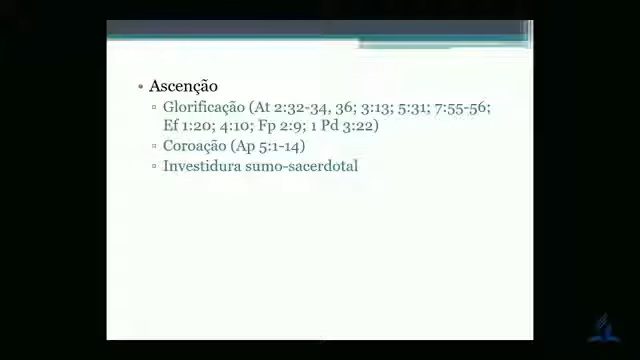 • Ascenção
▫ Glorificação (At 2:32-34, 36; 3:13; 5:31; 7:55-56;
Ef 1:20; 4:10; Fp 2:9; 1 Pd 3:22)
▫ Coroação (Ap 5:1-14)
▫ Investidura sumo-sacerdotal